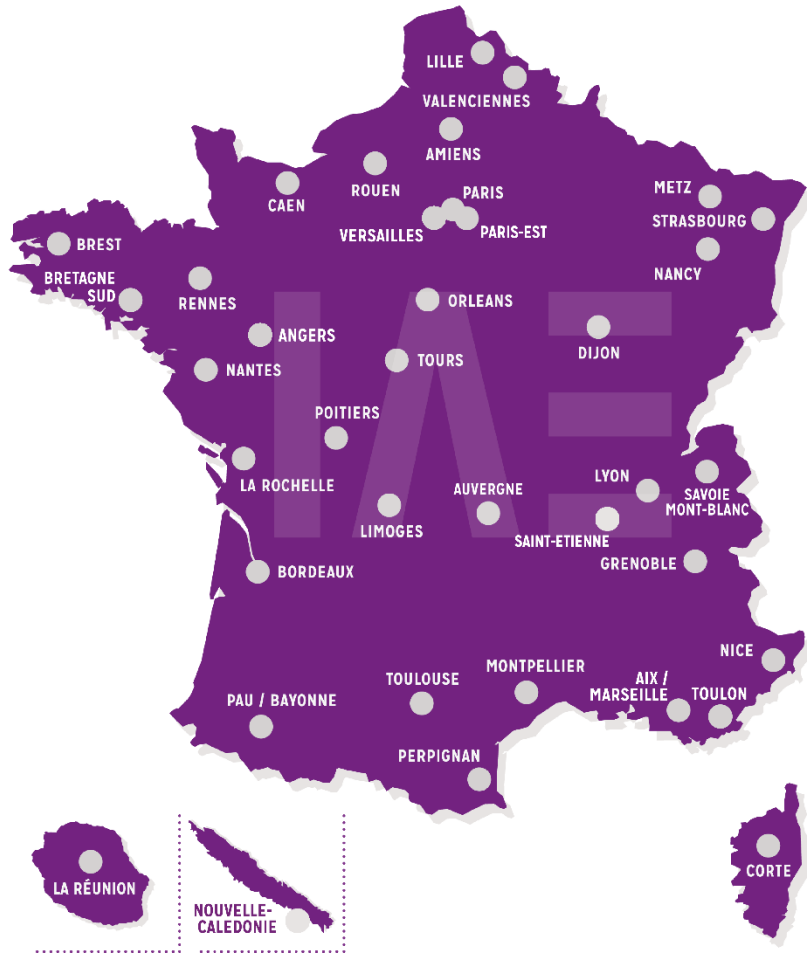 LILLE
VALENCIENNES
AMIENS
ROUEN
CAEN
PARIS
VERSAILLES
PARIS-EST
METZ
STRASBOURG
NANCY
BREST
BRETAGNE
SUD
RENNES
ORLEANS
ANGERS
DIJON
NANTES
TOURS
IAE
POITIERS
LA ROCHELLE
LIMOGES
AUVERGNE
LYON
SAVOIE
MONT-BLANC
SAINT-ETIENNE
GRENOBLE
BORDEAUX
NICE
MONTPELLIER
TOULOUSE
AIX /
MARSEILLE
TOULON
PAU / BAYONNE
PERPIGNAN
LA RÉUNION
NOUVELLE-
CALEDONIE
CORTE